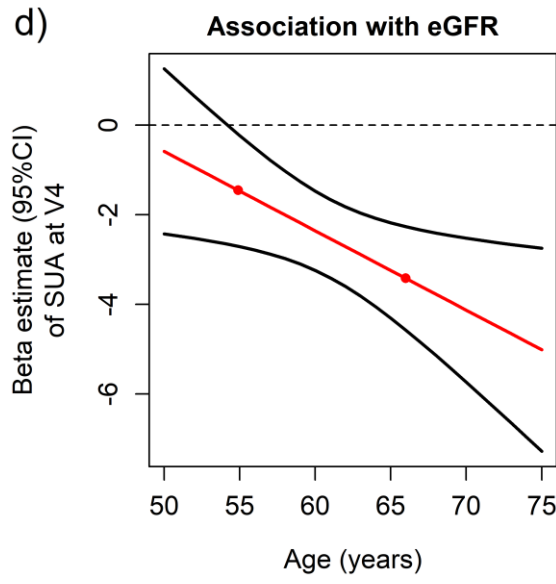 d)
Association with eGFR
Beta estimate (95%CI)
of SUA at V4
0
-2
-4
-6
50 55 60 65 70 75
Age (years)